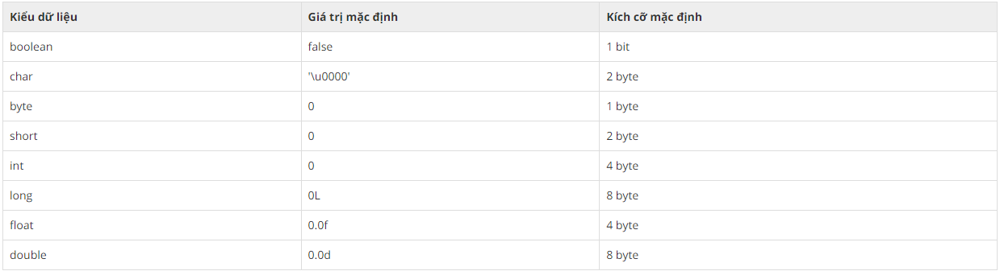 Kiểu dữ liệu Giá trị mặc định Kích cỡ mặc định
boolean false 1 bit
char '\u0000' 2 byte
byte 0 1 byte
short 0 2 byte
int 0 4 byte
long 0L 8 byte
float 0.0f 4 byte
double 0.0d 8 byte